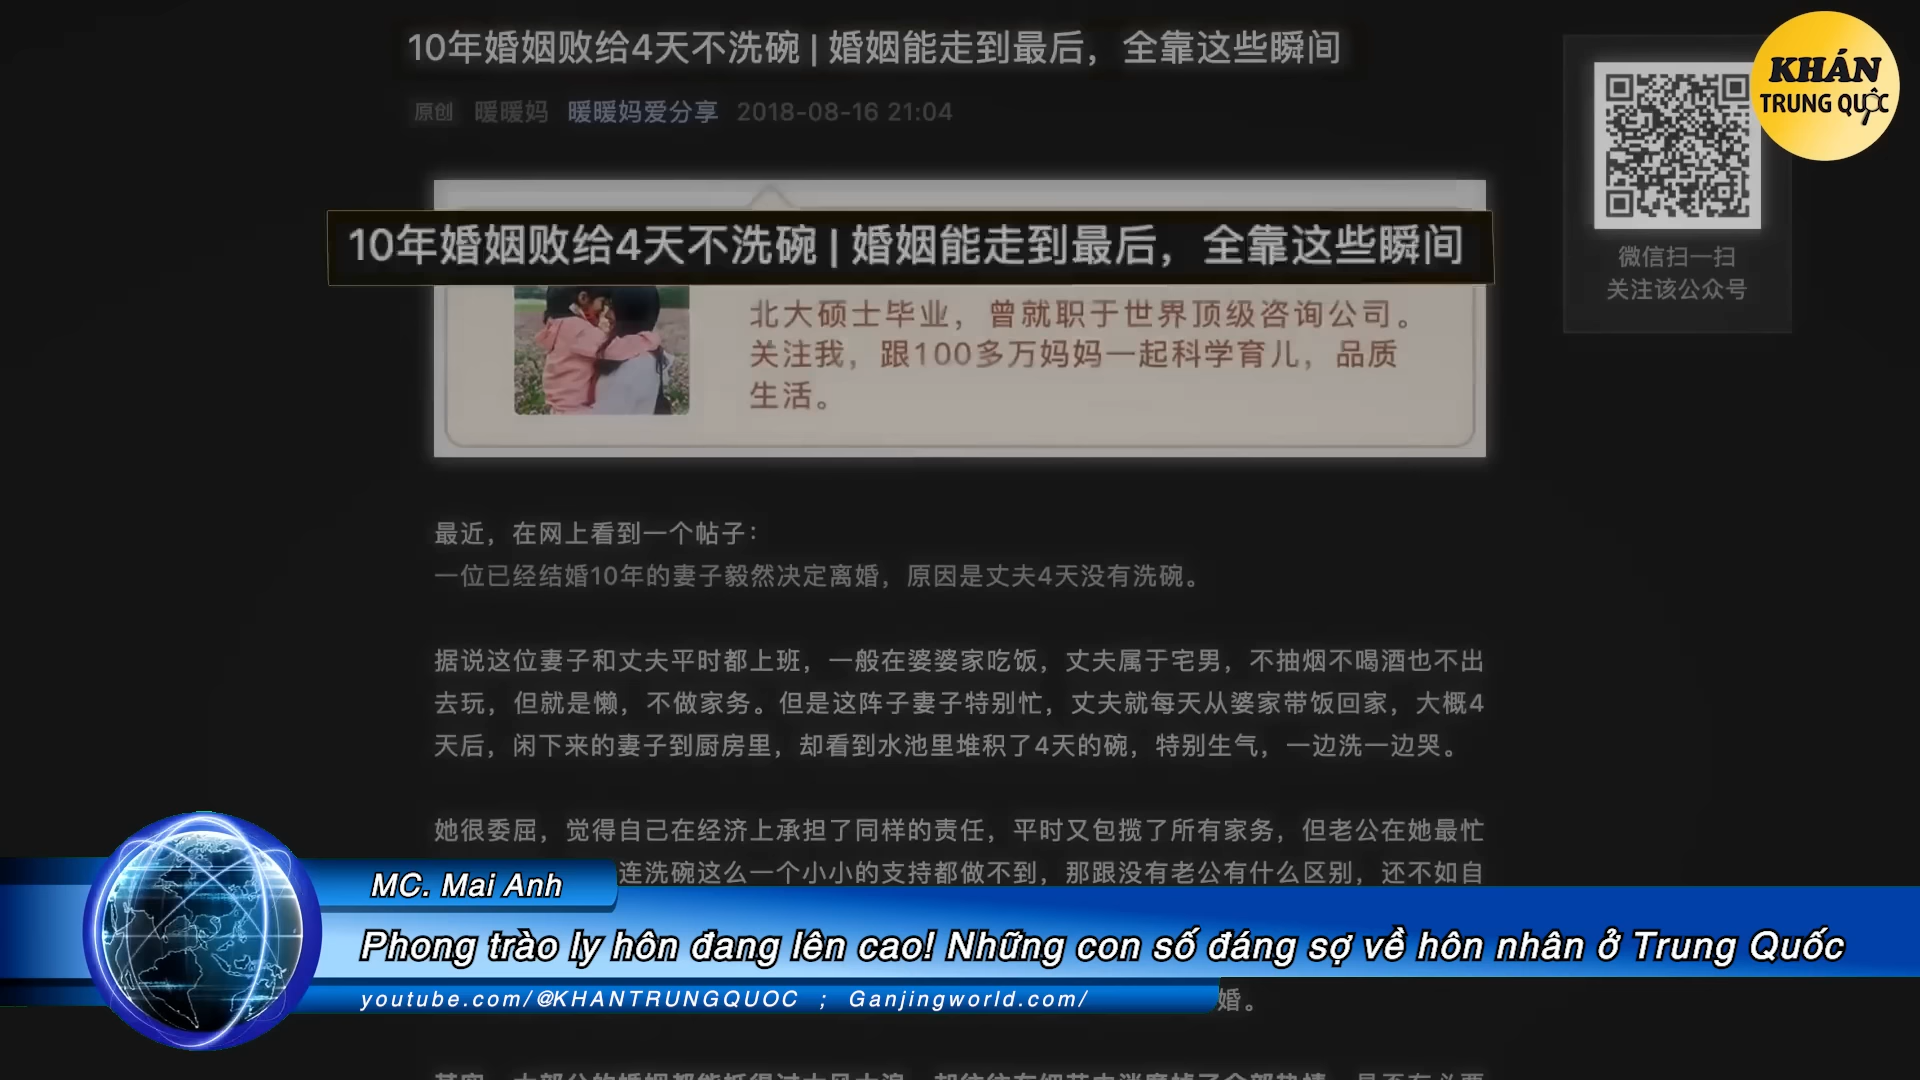 10年婚姻败给4天不洗碗 | 婚姻能走到最后，全靠这些瞬间
KHÁN
TRUNG QUỐC
原创 暖暖妈 暖暖妈爱分享 2018-08-16 21:04
10年婚姻败给4天不洗碗 | 婚姻能走到最后，全靠这些瞬间
微信扫一扫
关注该公众号
北大硕士毕业，曾就职于世界顶级咨询公司。
关注我，跟100多万妈妈一起科学育儿，品质
生活。
最近，在网上看到一个帖子：
一位已经结婚10年的妻子毅然决定离婚，原因是丈夫4天没有洗碗。
据说这位妻子和丈夫平时都上班，一般在婆婆家吃饭，丈夫属于宅男，不抽烟不喝酒也不出
去玩，但就是懒，不做家务。但是这阵子妻子特别忙，丈夫就每天从婆家带饭回家，大概4
天后，闲下来的妻子到厨房里，却看到水池里堆积了4天的碗，特别生气，一边洗一边哭。
她很委屈，觉得自己在经济上承担了同样的责任，平时又包揽了所有家务，但老公在她最忙
连洗碗这么一个小小的支持都做不到，那跟没有老公有什么区别，还不如自
MC. Mai Anh
Phong trào ly hôn đang lên cao! Những con số đáng sợ về hôn nhân ở Trung Quốc
youtube.com/@KHANTRUNGQUOC ; Ganjingworld.com/
婚。